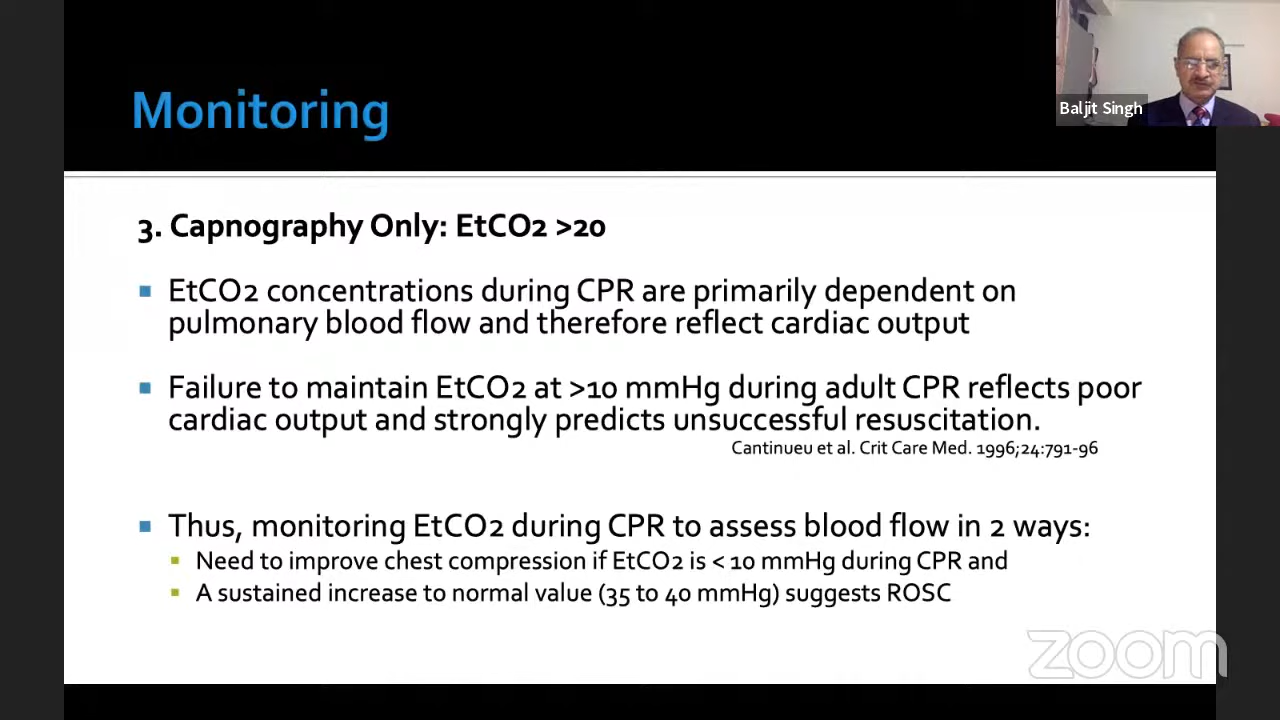 Monitoring
Baljit Singh
3. Capnography Only: EtCO2 >20
EtCO2 concentrations during CPR are primarily dependent on
pulmonary blood flow and therefore reflect cardiac output
Failure to maintain EtCO2 at >10 mmHg during adult CPR reflects poor
cardiac output and strongly predicts unsuccessful resuscitation.
Cantinueu et al. Crit Care Med. 1996;24:791-96
Thus, monitoring EtCO2 during CPR to assess blood flow in 2 ways:
Need to improve chest compression if EtCO2 is < 10 mmHg during CPR and
A sustained increase to normal value (35 to 40 mmHg) suggests ROSC
zoom